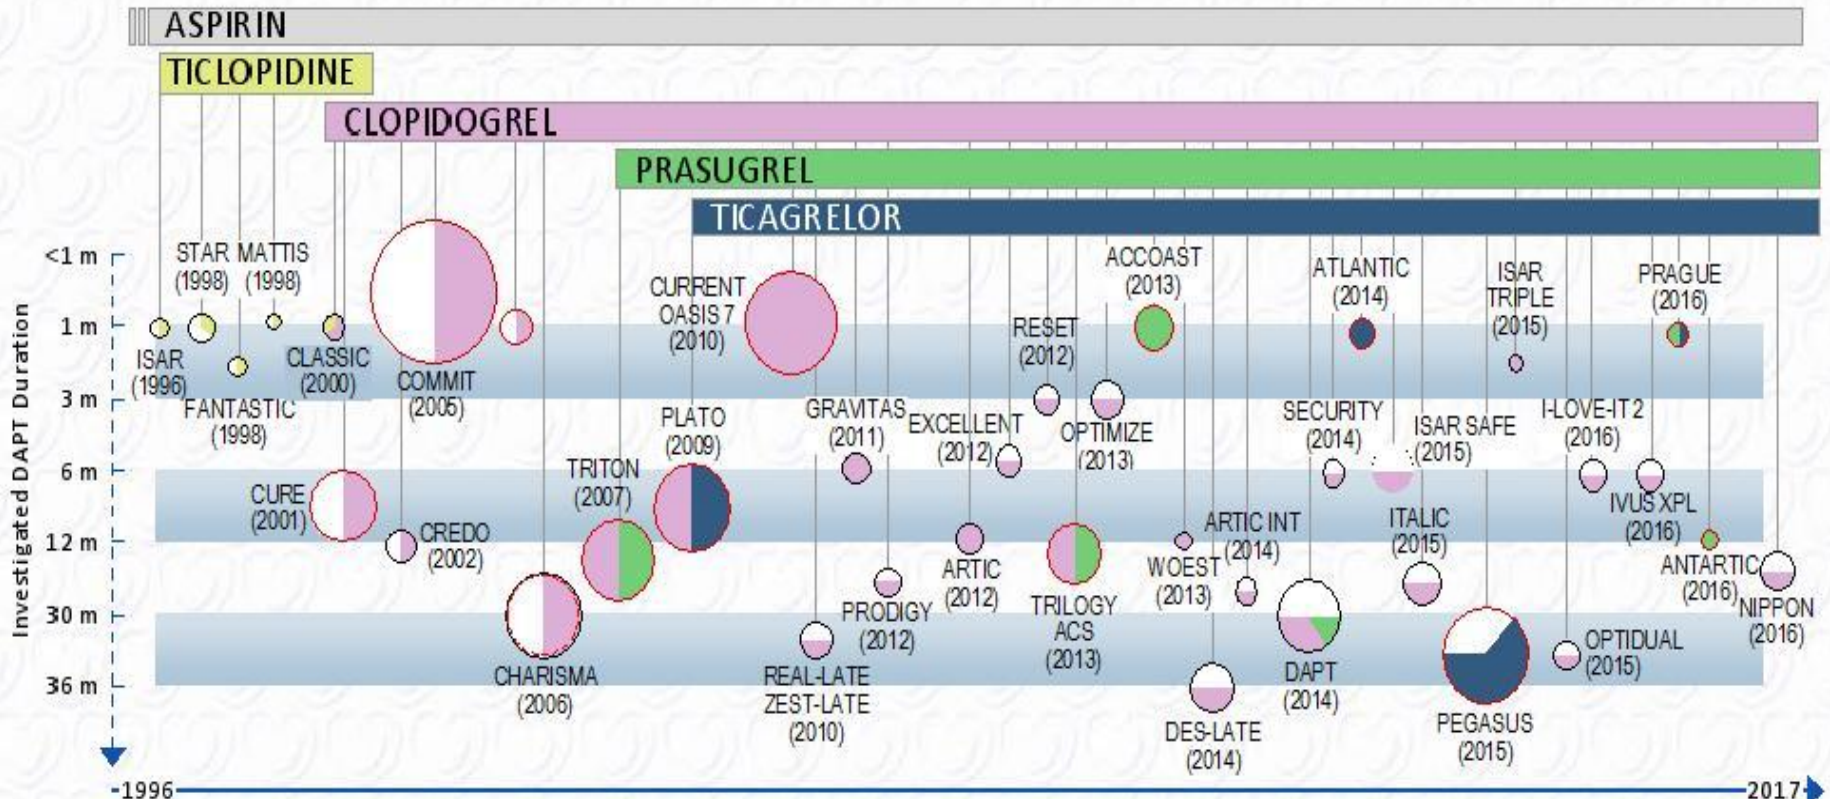 ASPIRIN
TICLOPIDINE
CLOPIDOGREL
PRASUGREL
TICAGRELOR
Investigated DAPT Duration
<1 m
1 m
3 m
6 m
12 m
30 m
36 m
ISAR
(1996)
STAR
(1998)
MATTIS
(1998)
FANTASTIC
(1998)
CLASSIC
(2000)
COMMIT
(2005)
CURE
(2001)
CREDO
(2002)
CHARISMA
(2006)
TRITON
(2007)
PLATO
(2009)
CURRENT
OASIS 7
(2010)
REAL-LATE
ZEST-LATE
(2010)
GRAVITAS
(2011)
PRODIGY
(2012)
EXCELLENT
(2012)
ARTIC
(2012)
RESET
(2012)
TRILOGY
ACS
(2013)
OPTIMIZE
(2013)
ACCOAST
(2013)
WOEST
(2013)
DES-LATE
(2014)
ARTIC INT
(2014)
DAPT
(2014)
SECURITY
(2014)
ATLANTIC
(2014)
ISAR SAFE
(2015)
ITALIC
(2015)
PEGASUS
(2015)
ISAR
TRIPLE
(2015)
OPTIDUAL
(2015)
I-LOVE-IT 2
(2016)
IVUS XPL
(2016)
PRAGUE
(2016)
ANTARTIC
(2016)
NIPPON
(2016)
1996
2017